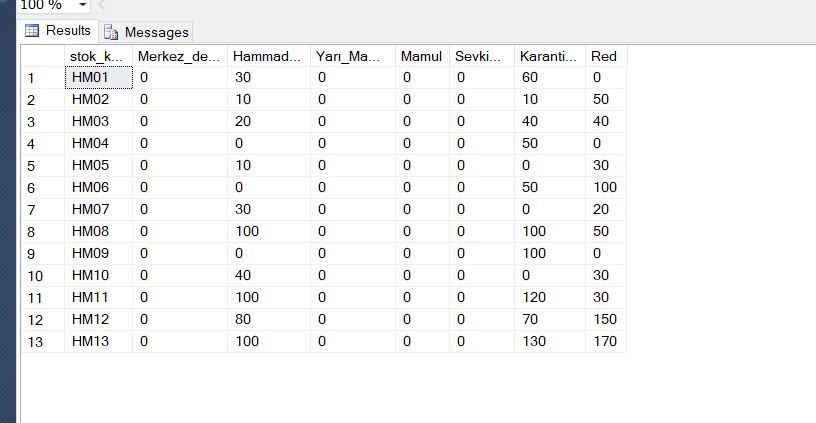 100 %
Results Messages
stok_k... Merkez_de... Hammad... Yarı_Ma... Mamul Sevki... Karanti... Red
1 HM01 0 30 0 0 0 60 0
2 HM02 0 10 0 0 0 10 50
3 HM03 0 20 0 0 0 40 40
4 HM04 0 0 0 0 0 50 0
5 HM05 0 10 0 0 0 0 30
6 HM06 0 0 0 0 0 50 100
7 HM07 0 30 0 0 0 0 20
8 HM08 0 100 0 0 0 100 50
9 HM09 0 0 0 0 0 100 0
10 HM10 0 40 0 0 0 0 30
11 HM11 0 100 0 0 0 120 30
12 HM12 0 80 0 0 0 70 150
13 HM13 0 100 0 0 0 130 170